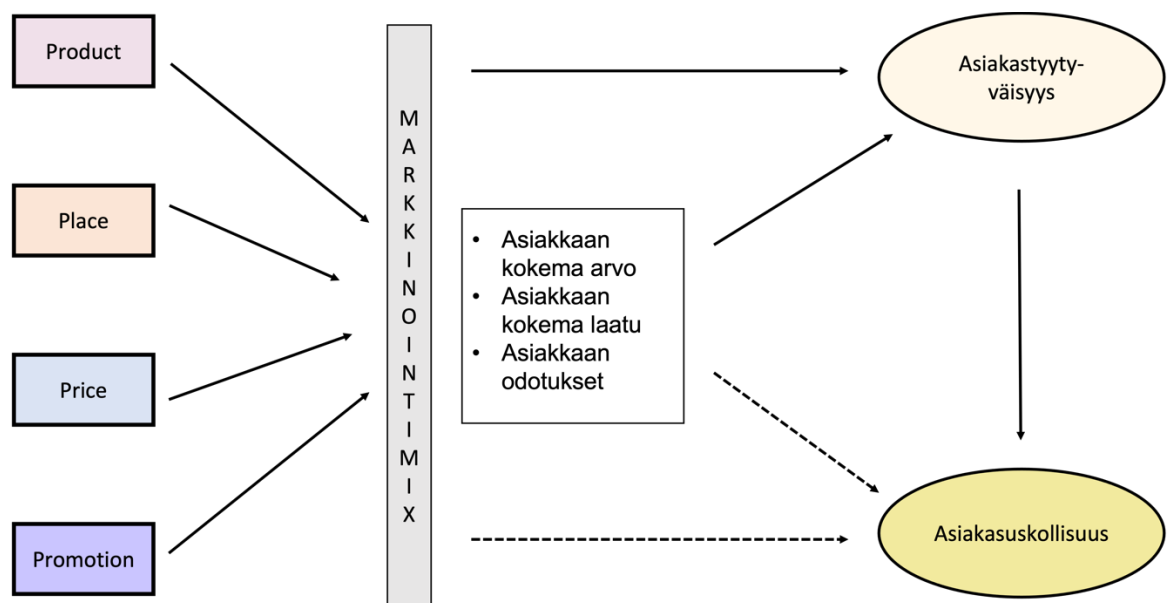 Product
Place
Price
Promotion
M
A
R
K
K
I
N
O
I
N
T
I
M
I
X
• Asiakkaan
kokema arvo
• Asiakkaan
kokema laatu
• Asiakkaan
odotukset
Asiakastyyty-
väisyys
Asiakasuskollisuus